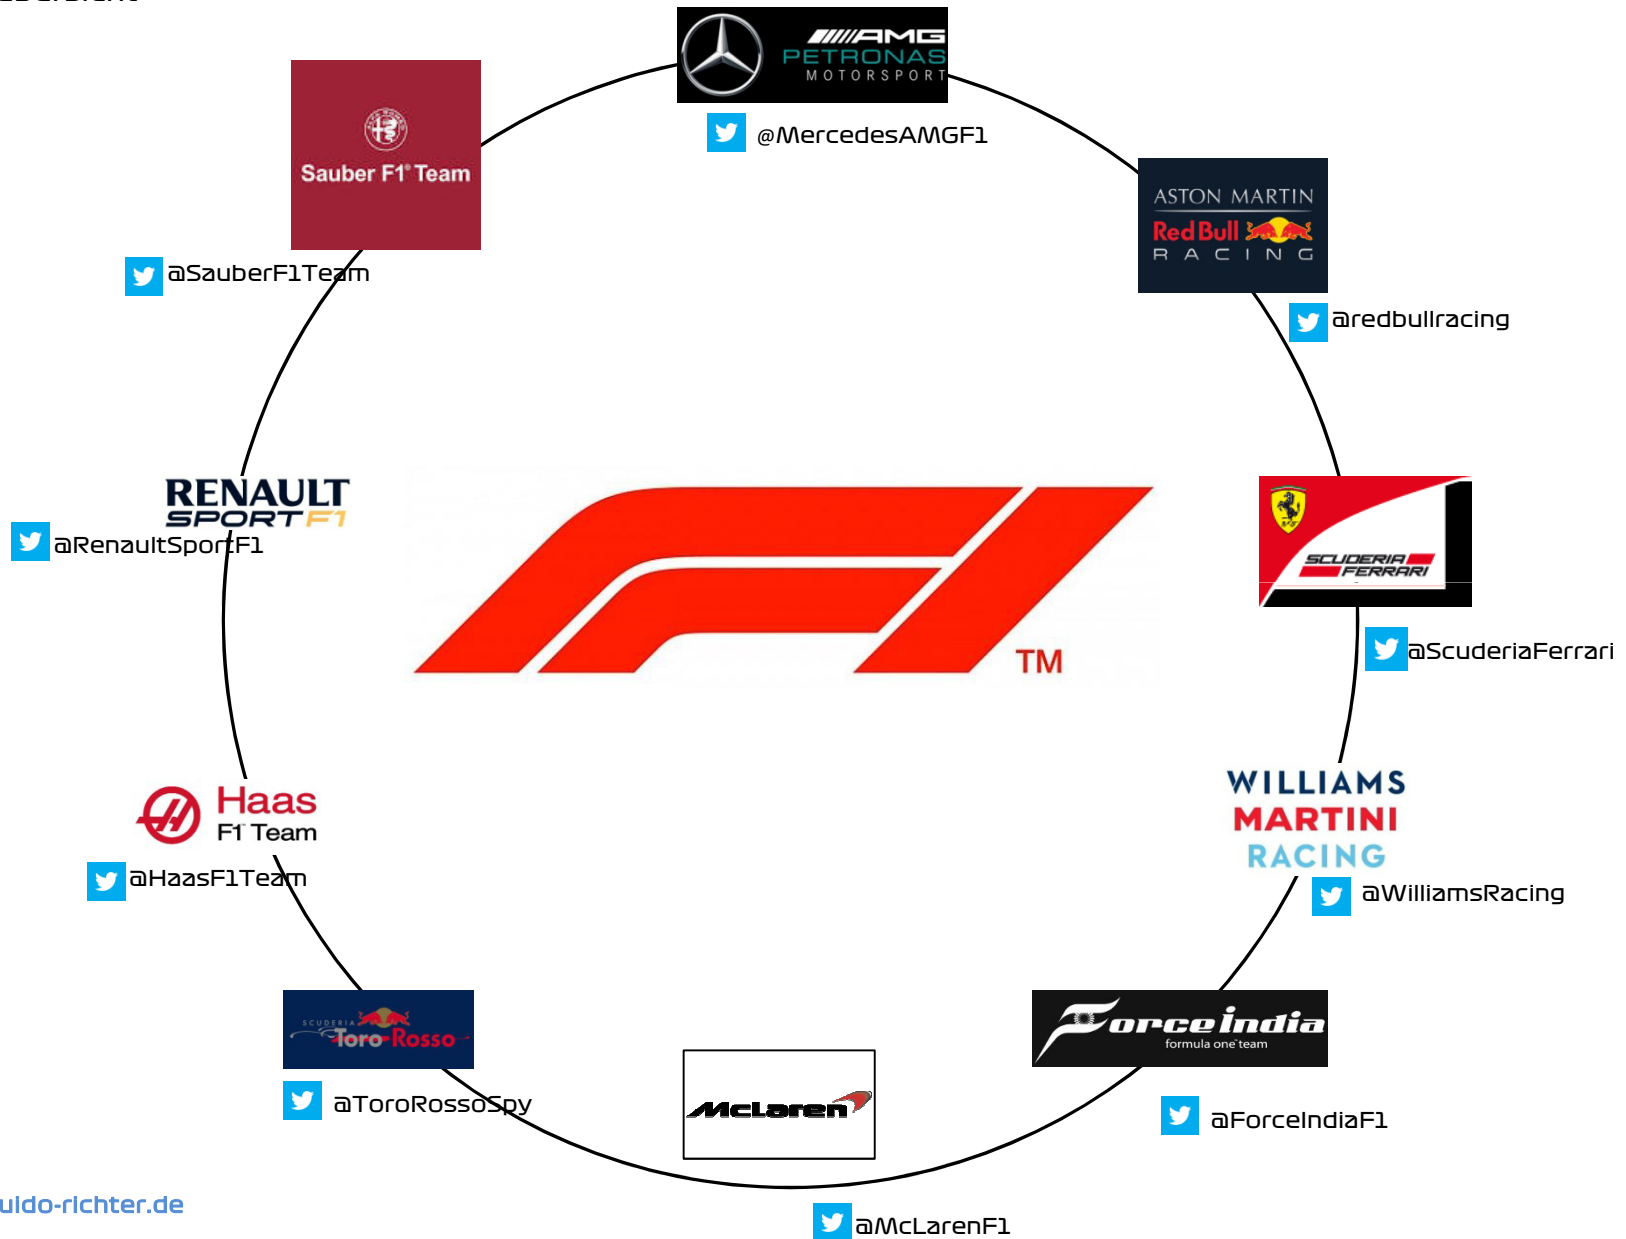 AMG
PETRONAS
MOTORSPORT
@MercedesAMGF1
Sauber F1® Team
@SauberF1Team
ASTON MARTIN
Red Bull
RACING
@redbullracing
RENAULT
SPORT F1
@RenaultSportF1
TM
SCUDERIA
FERRARI
@ScuderiaFerrari
Haas
F1 Team
@HaasF1Team
WILLIAMS
MARTINI
RACING
@WilliamsRacing
SCUDERIA
Toro Rosso
@ToroRossoSpy
Force india
formula one™ team
@ForceIndiaF1
McLaren
@McLarenF1
uido-richter.de